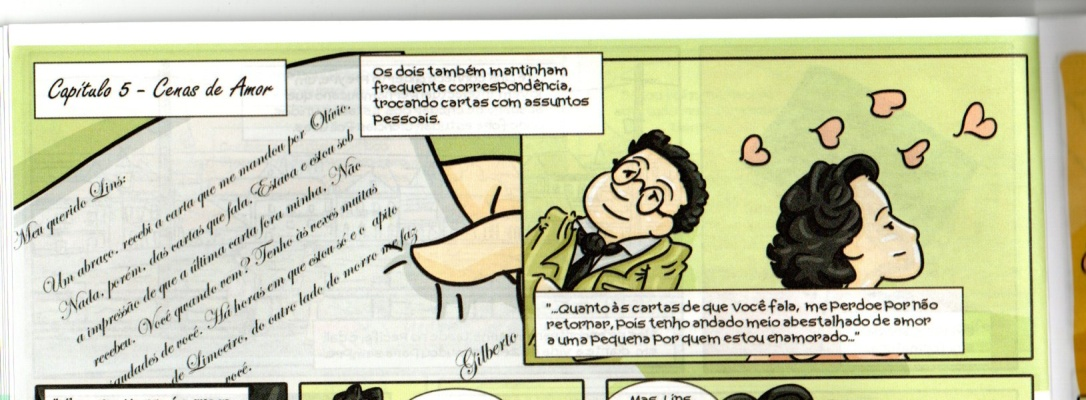 Capítulo 5 - Cenas de Amor
Os dois também mantinham
frequente correspondência,
trocando cartas com assuntos
pessoais.
Meu querido Lins:
Um abraço. recebi a carta que me mandou por Olívio.
Nada, porém, das cartas que fala. Estava e estou sob
a impressão de que a última carta fora minha. Não
recebeu. Você quando vem? Tenho às vezes muitas
saudades de você. Há horas em que estou só e o apito
de Limoeiro, do outro lado do morro me faz
você.
Gilberto
"...Quanto às cartas de que você fala, me perdoe por não
retornar, pois tenho andado meio abestalhado de amor
a uma pequena por quem estou enamorado..."
Mas, Lins